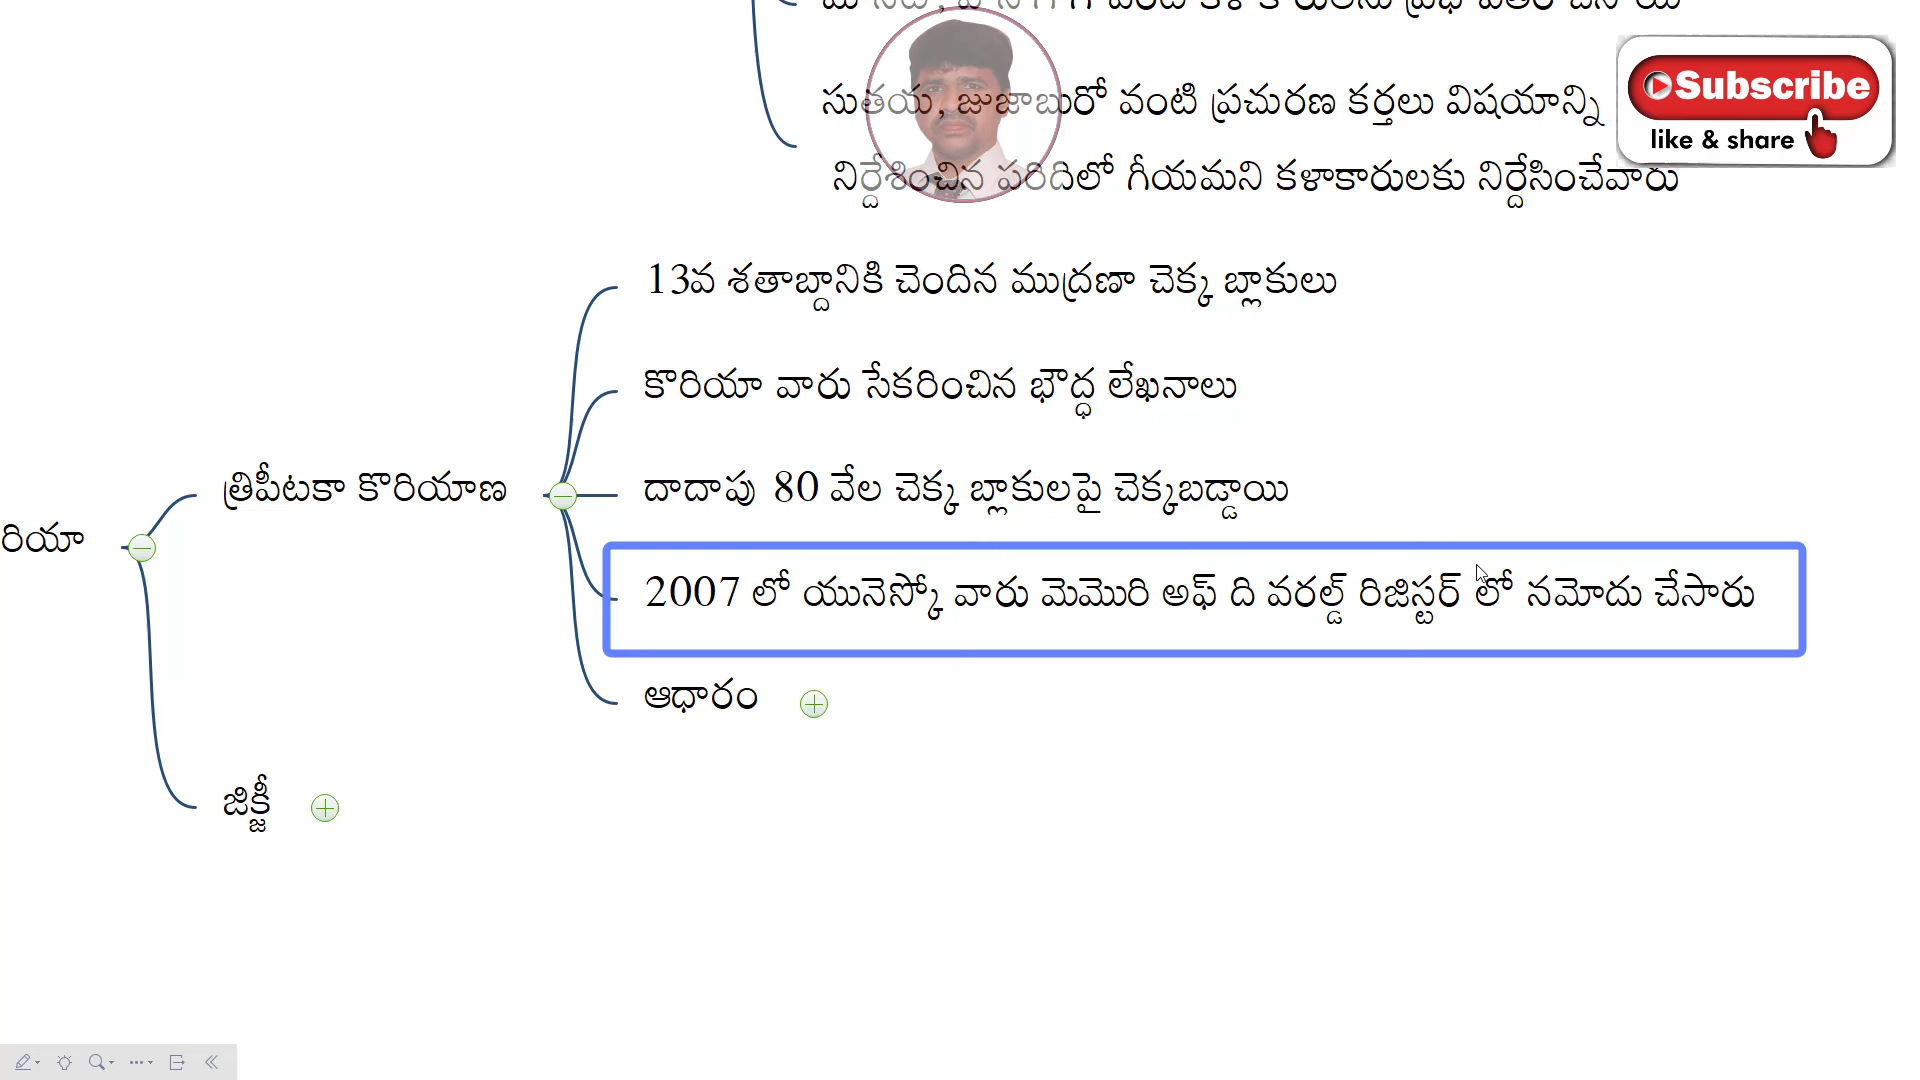 సుతయ, జుజాబురో వంటి ప్రచురణ కర్తలు విషయాన్ని
నిర్దేశించిన పరిదిలో గీయమని కళాకారులకు నిర్దేసించేవారు
Subscribe
like & share
13వ శతాబ్దానికి చెందిన ముద్రణా చెక్క బ్లాకులు
కొరియా వారు సేకరించిన భౌద్ధ లేఖనాలు
త్రిపీటకా కొరియాణ
దాదాపు 80 వేల చెక్క బ్లాకులపై చెక్కబడ్డాయి
రియా
2007 లో యునెస్కో వారు మెమొరి అఫ్ ది వరల్డ్ రిజిస్టర్ లో నమోదు చేసారు
ఆధారం
జిక్జీ